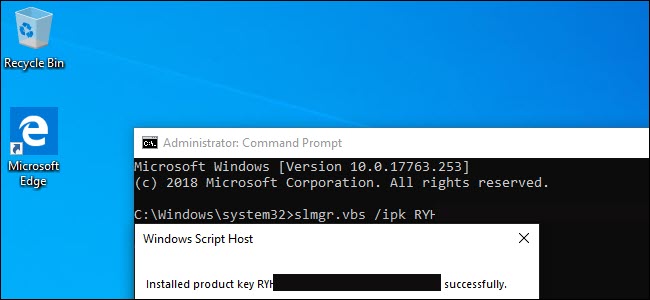 Recycle Bin
Microsoft
Edge
Administrator: Command Prompt
Microsoft Windows [Version 10.0.17763.253]
(c) 2018 Microsoft Corporation. All rights reserved.
C:\Windows\system32>slmgr.vbs /ipk RYH
Windows Script Host
Installed product key RYH successfully.